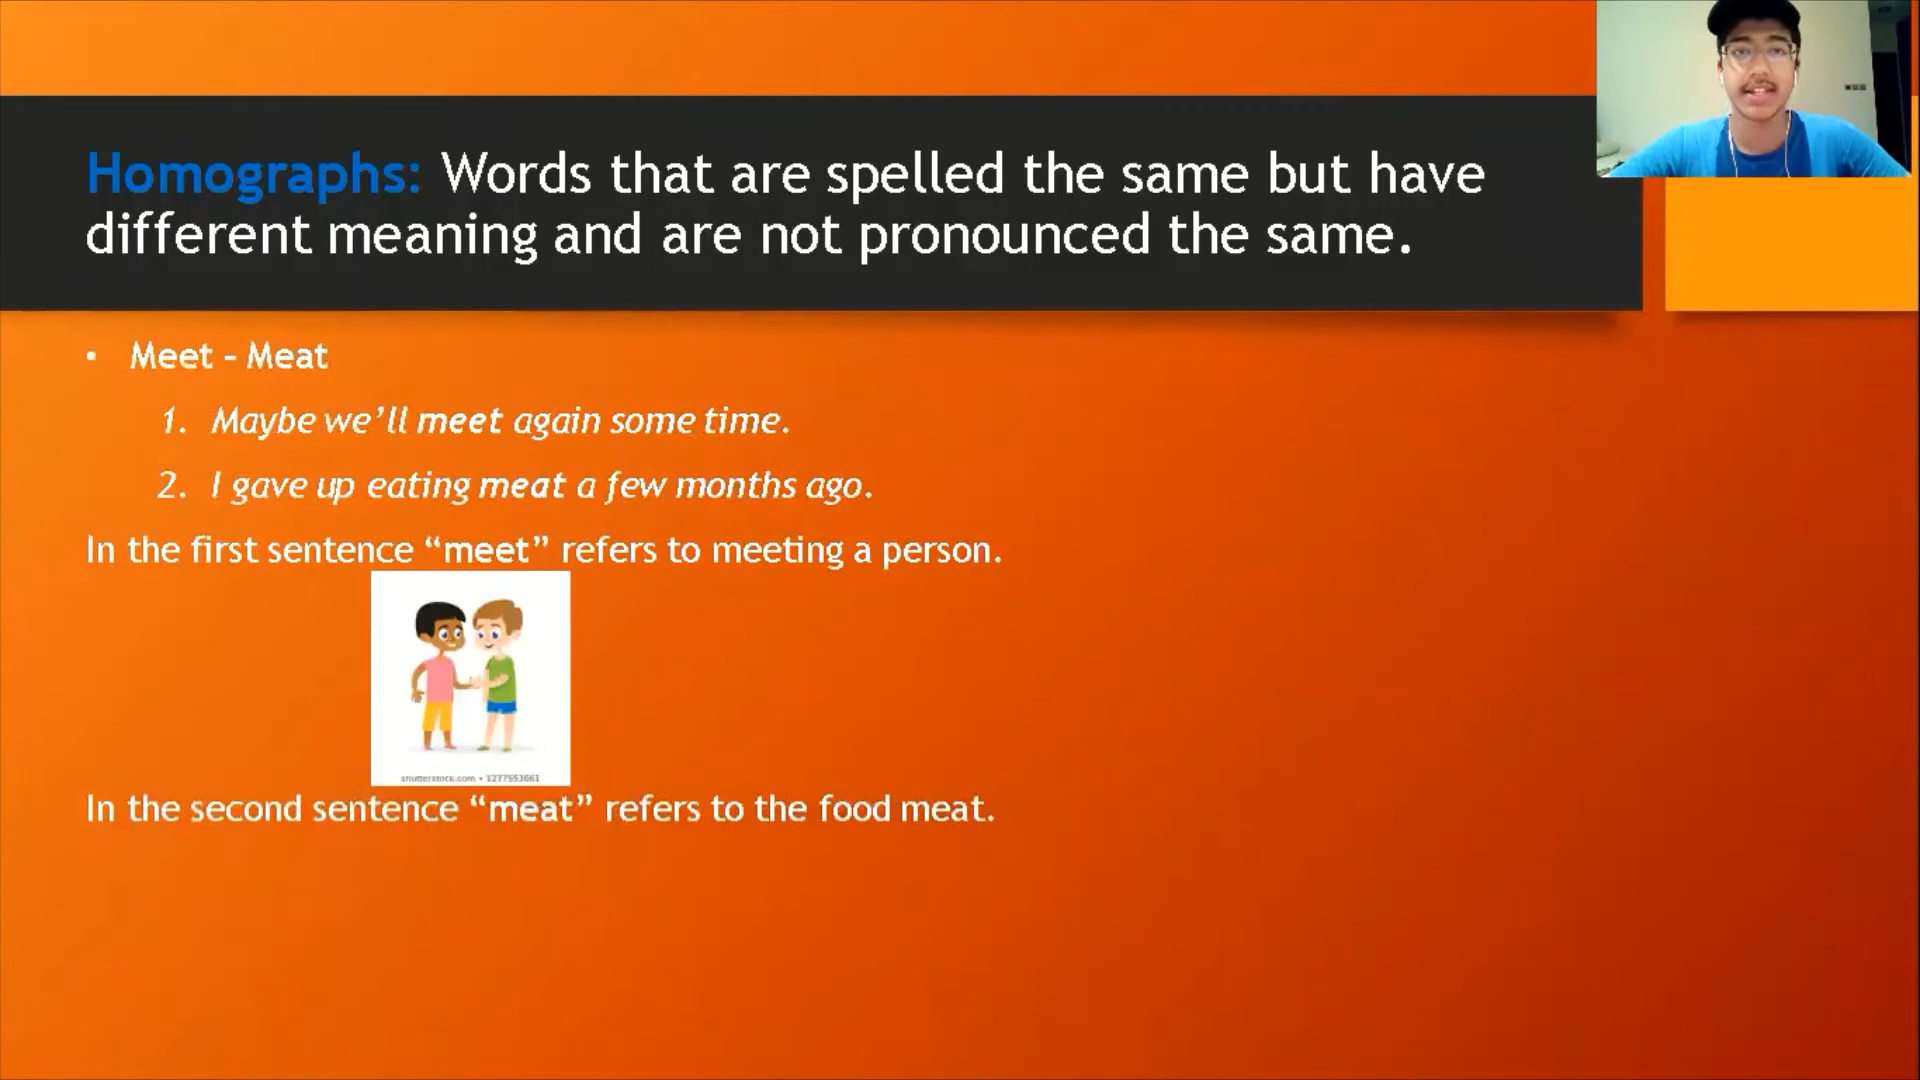 Homographs: Words that are spelled the same but have
different meaning and are not pronounced the same.
• Meet – Meat
1. Maybe we’ll meet again some time.
2. I gave up eating meat a few months ago.
In the first sentence “meet” refers to meeting a person.
shutterstock.com • 1277553661
In the second sentence “meat” refers to the food meat.